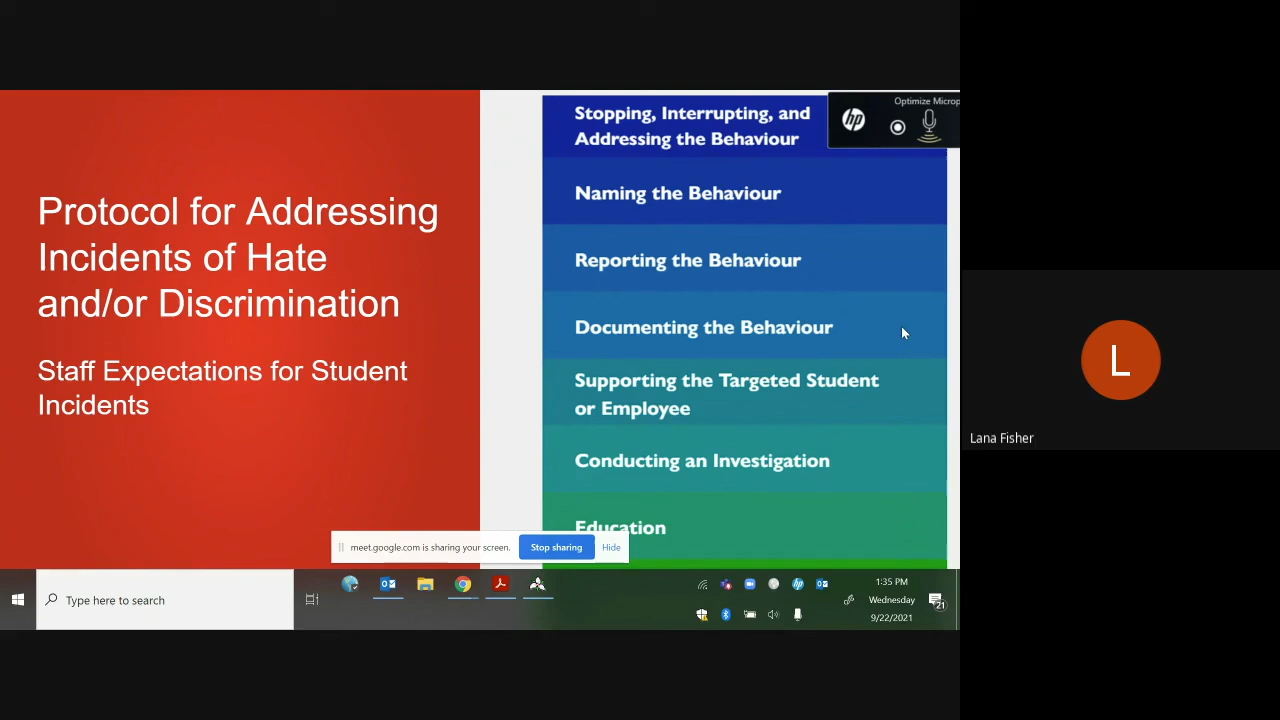 Protocol for Addressing
Incidents of Hate
and/or Discrimination
Staff Expectations for Student
Incidents
Stopping, Interrupting, and
Addressing the Behaviour
Naming the Behaviour
Reporting the Behaviour
Documenting the Behaviour
Supporting the Targeted Student
or Employee
Conducting an Investigation
Education
hp
Optimize Microp
meet.google.com is sharing your screen.
Stop sharing
Hide
Type here to search
1:35 PM
Wednesday
9/22/2021
21
L
Lana Fisher